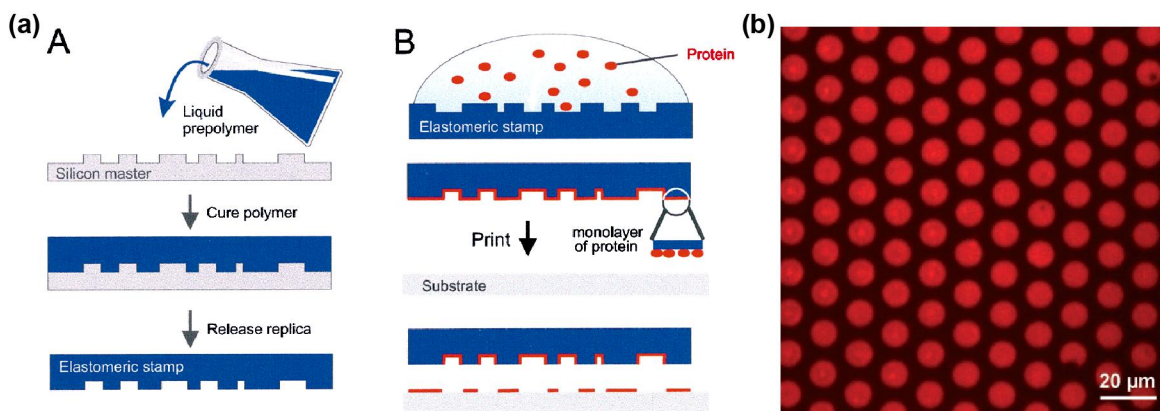 (a)
A
Liquid
prepolymer
Silicon master
Cure polymer
Release replica
Elastomeric stamp
B
Protein
Elastomeric stamp
Print
monolayer
of protein
Substrate
(b)
20 µm